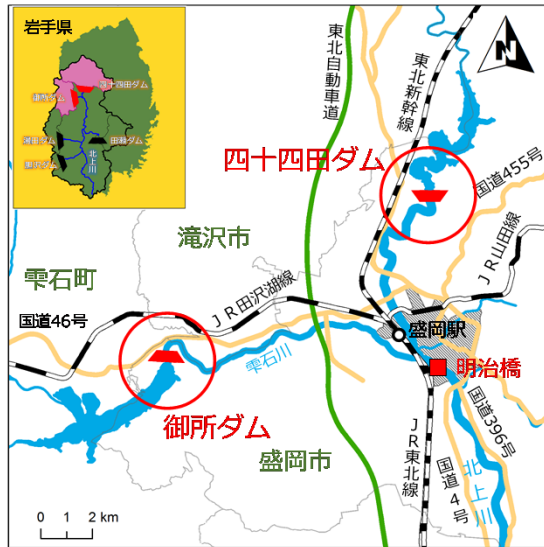 岩手県
四十四田ダム
御所ダム
湯田ダム
田瀬ダム
北上川
東北自動車道
東北新幹線
N
四十四田ダム
国道455号
滝沢市
JR山田線
雫石町
JR田沢湖線
国道46号
盛岡駅
雫石川
明治橋
御所ダム
国道396号
盛岡市
JR東北線
国道4号
北上川
0 1 2 km